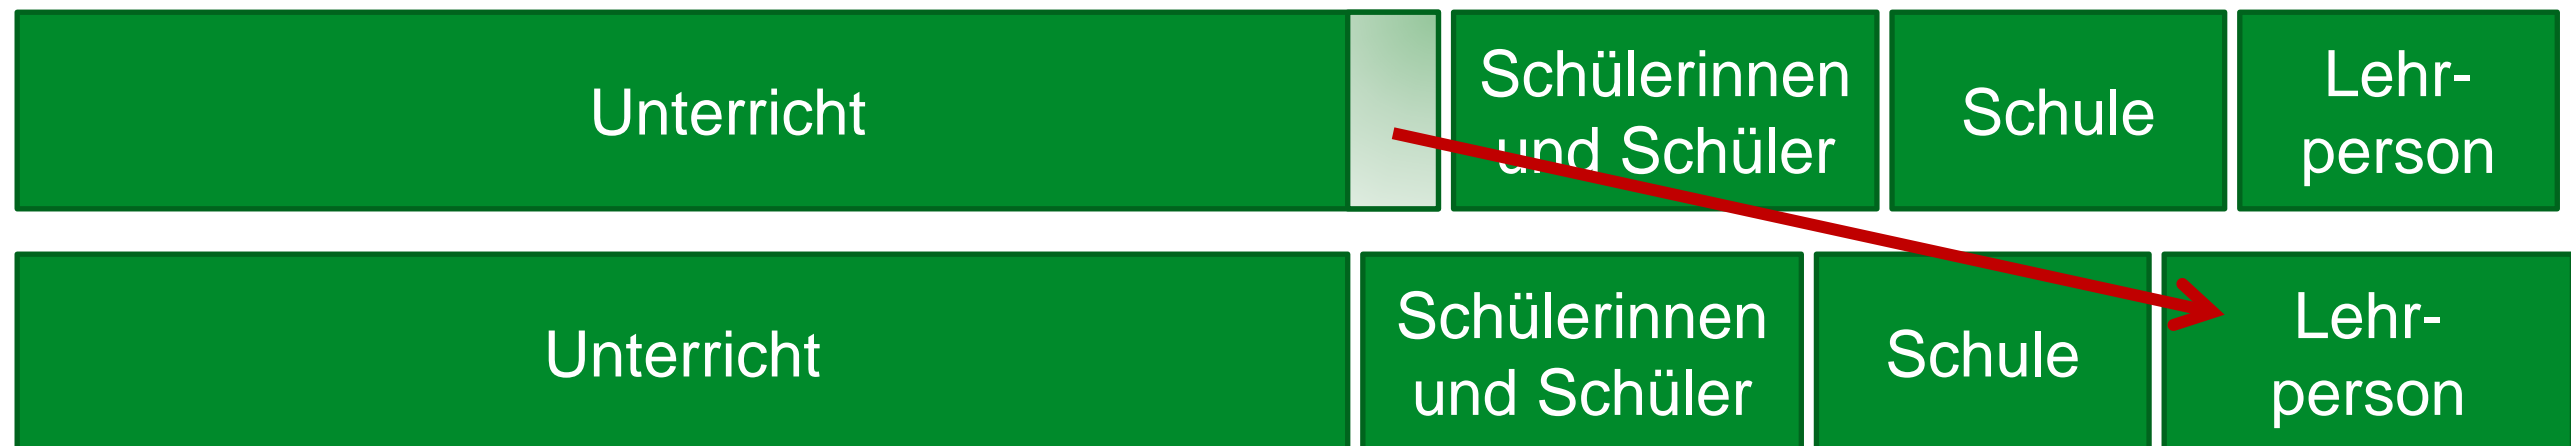 Unterricht
Schülerinnen
und Schüler
Schule
Lehr-
person
Unterricht
Schülerinnen
und Schüler
Schule
Lehr-
person